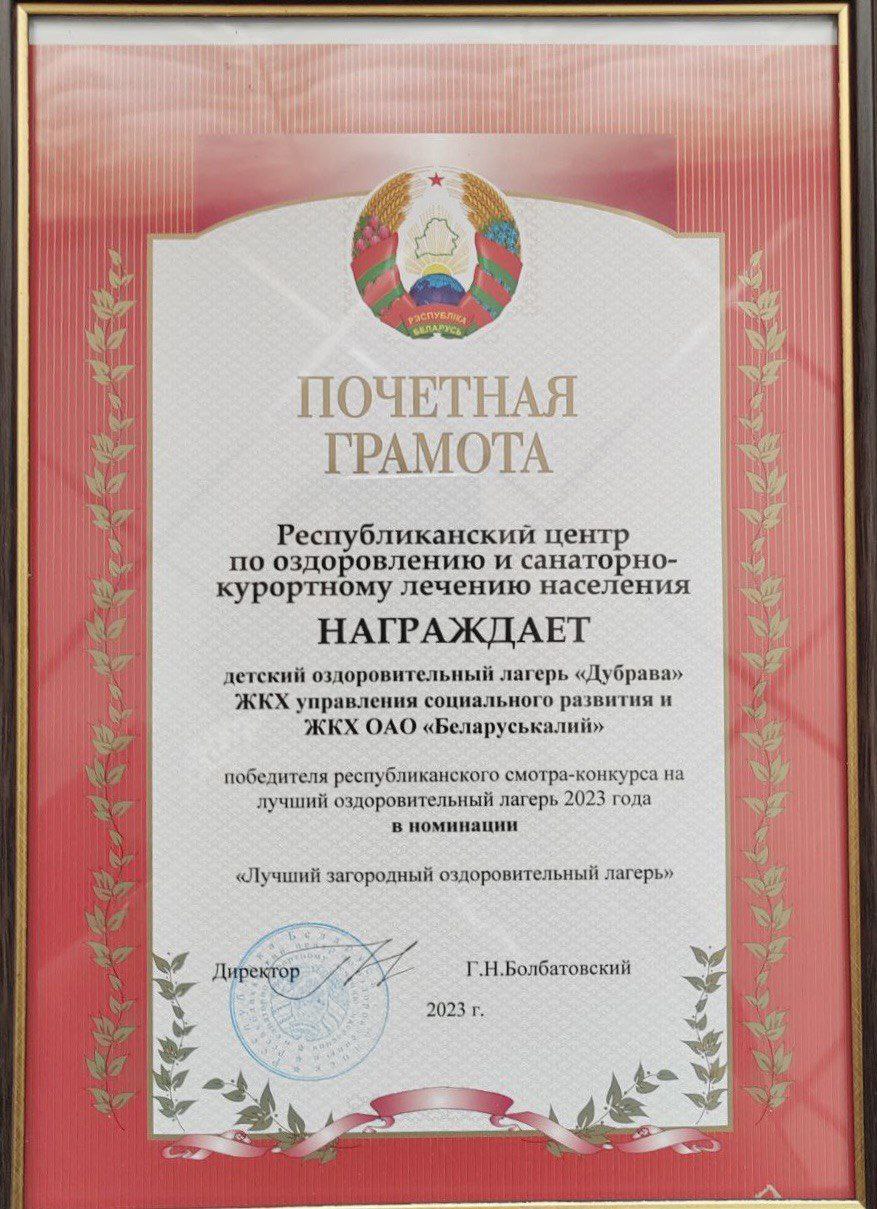 РЭСПУБЛІКА
БЕЛАРУСЬ
ПОЧЕТНАЯ
ГРАМОТА
Республиканский центр
по оздоровлению и санаторно-
курортному лечению населения
НАГРАЖДАЕТ
детский оздоровительный лагерь «Дубрава»
ЖКХ управления социального развития и
ЖКХ ОАО «Беларуськалий»
победителя республиканского смотра-конкурса на
лучший оздоровительный лагерь 2023 года
в номинации
«Лучший загородный оздоровительный лагерь»
Директор Г.Н.Болбатовский
2023 г.